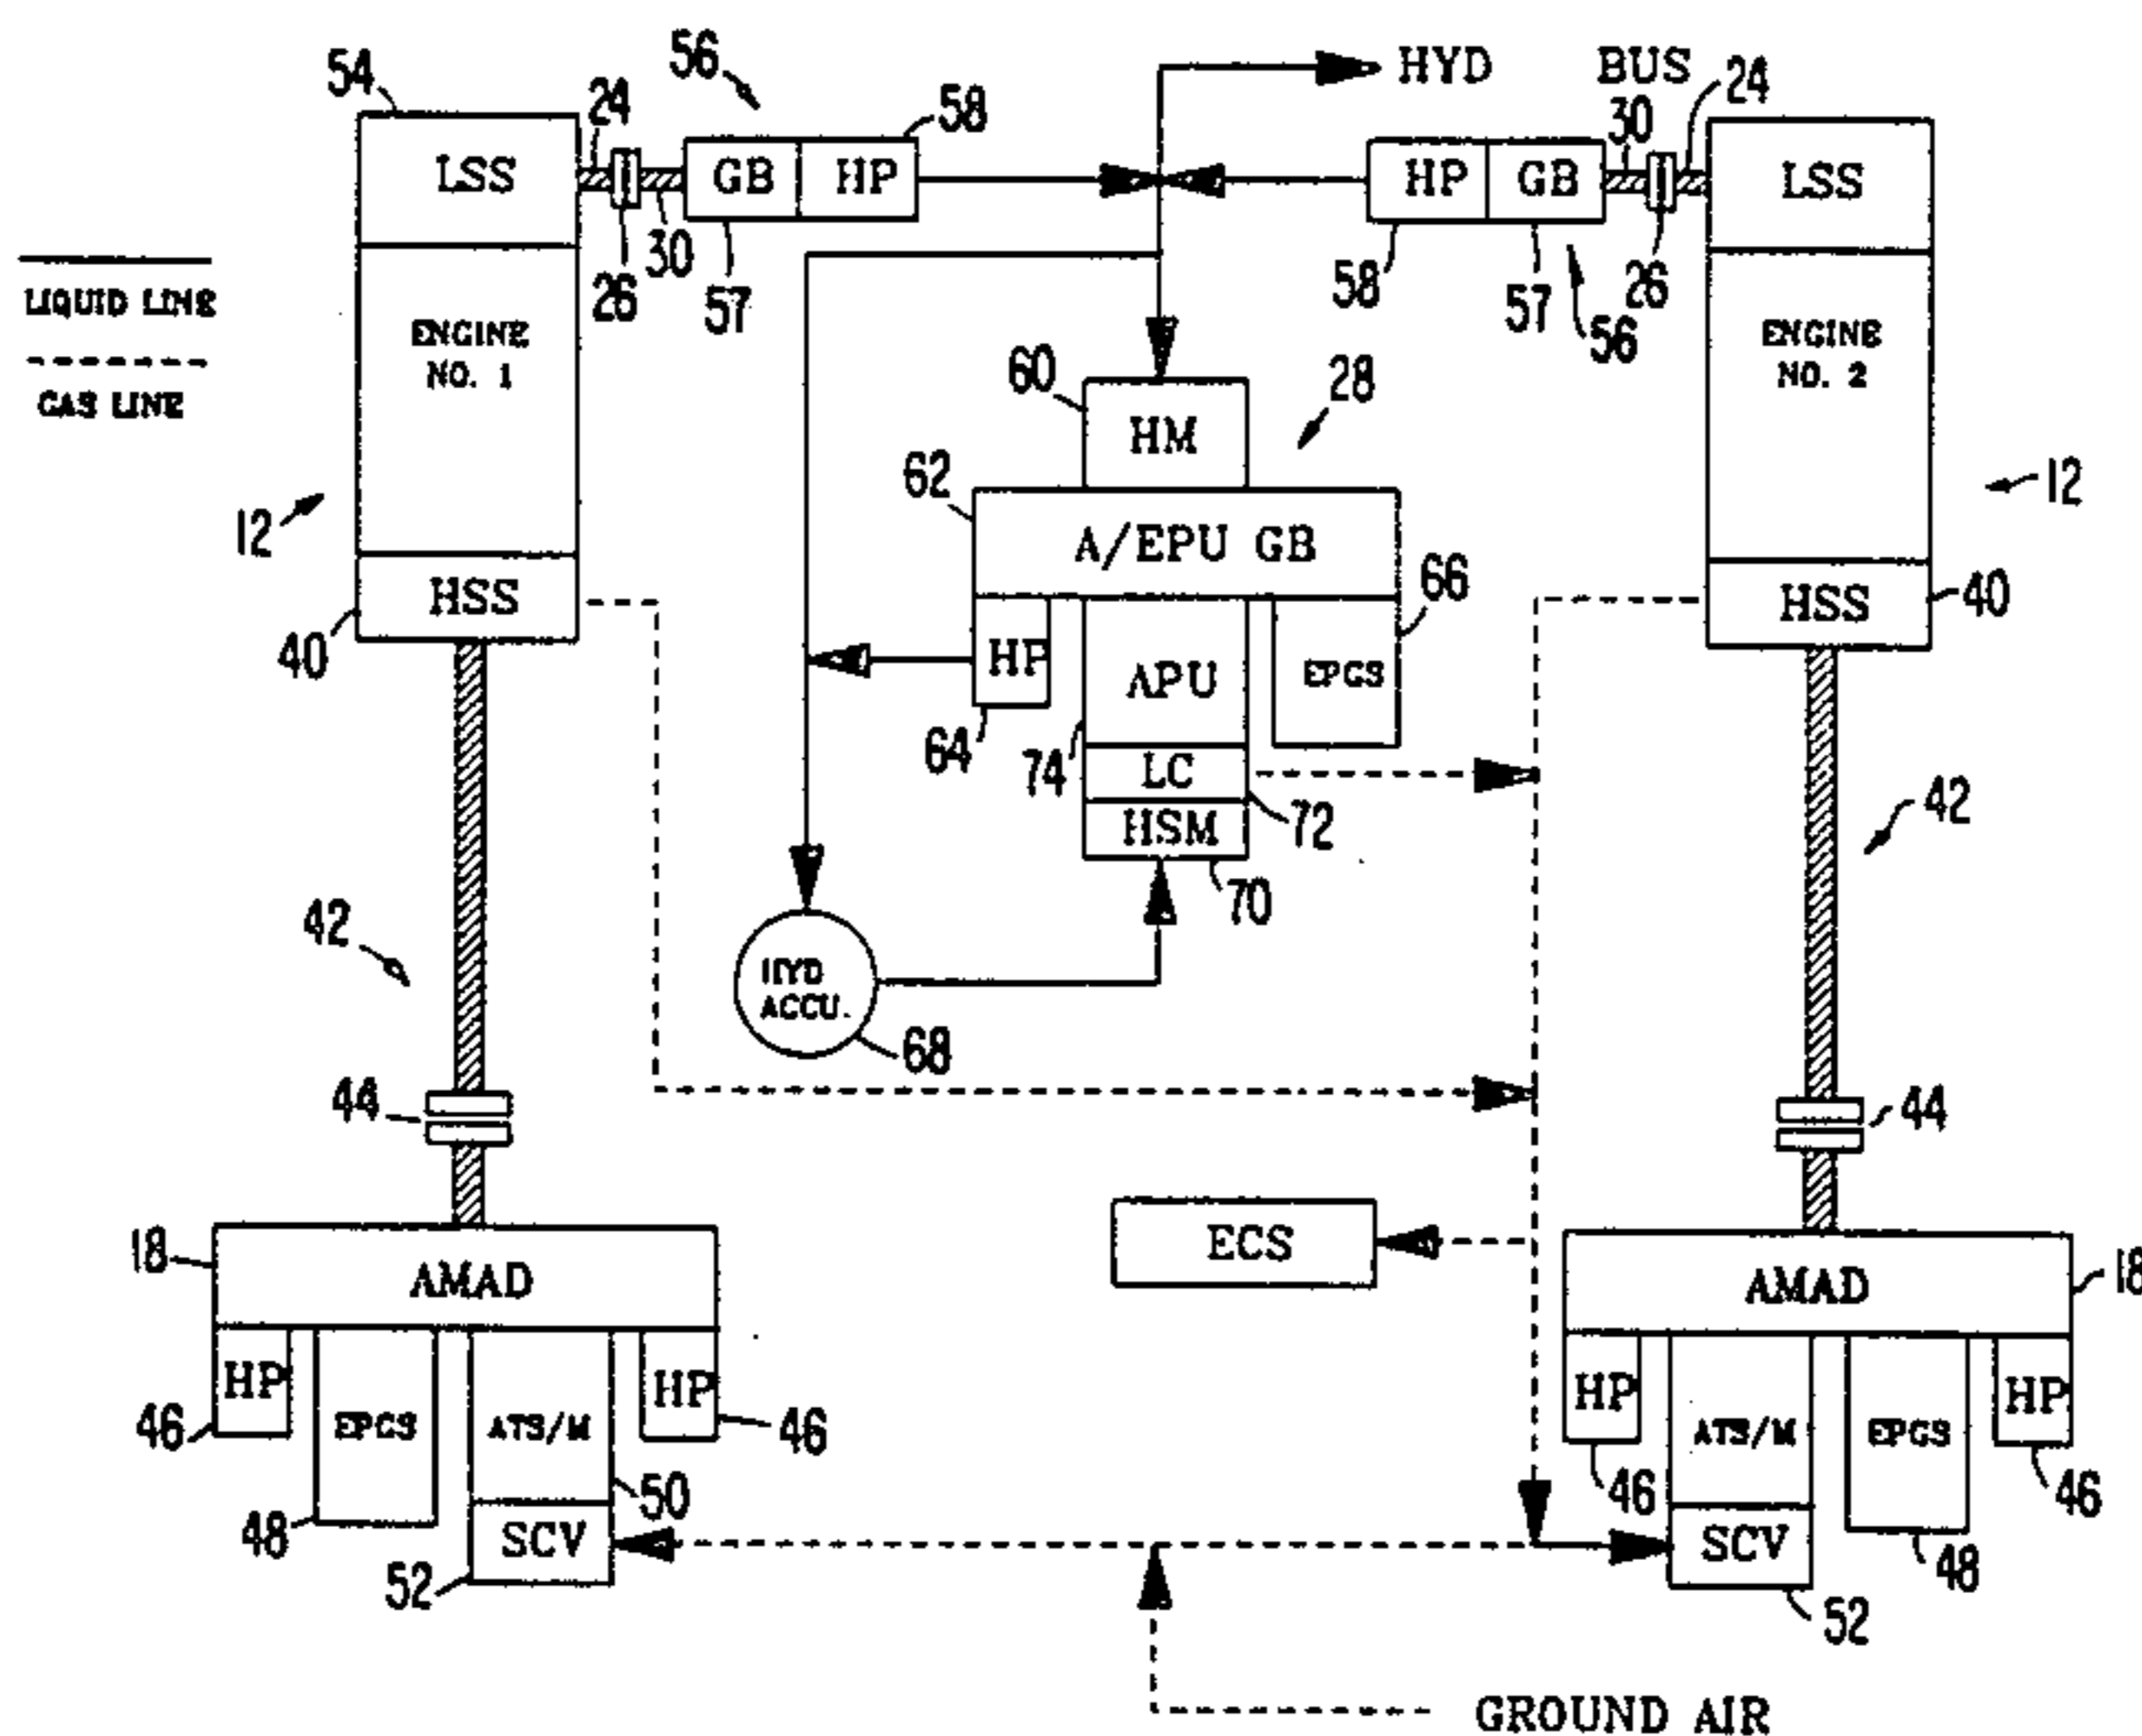 56
HYD BUS
54
24
58
30
24
LSS
GB
HP
HP
GB
LSS
26
30
57
58
57
56
26
LIQUID LINE
GAS LINE
ENGINE
NO. 1
ENGINE
NO. 2
60
HM
28
62
12
12
A/EPU GB
66
HSS
HSS
40
40
HP
APU
EPGS
64
74
LC
72
HSM
70
42
42
HYD
ACCU.
68
44
44
18
AMAD
ECS
AMAD
18
HP
EPGS
ATS/M
HP
HP
ATS/M
EPGS
HP
46
46
46
46
48
50
SCV
SCV
48
52
52
GROUND AIR